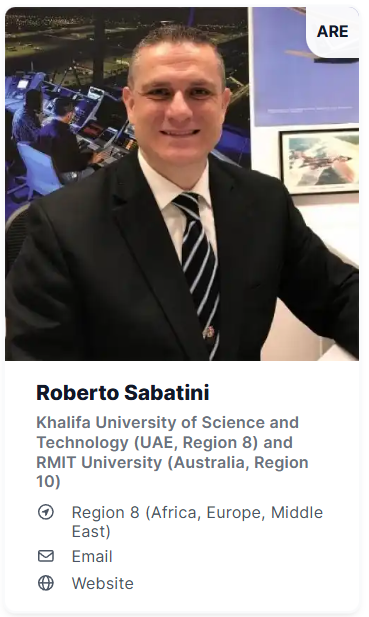 ARE
Roberto Sabatini
Khalifa University of Science and
Technology (UAE, Region 8) and
RMIT University (Australia, Region
10)
Region 8 (Africa, Europe, Middle
East)
Email
Website